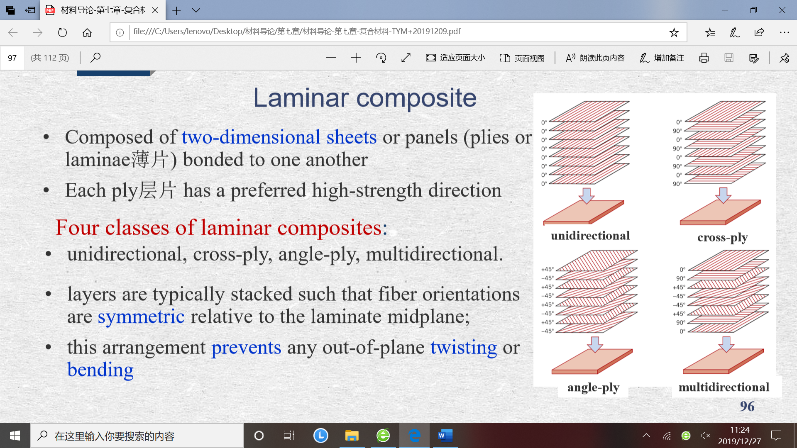 材料导论-第七章-复合材
file:///C:/Users/lenovo/Desktop/材料导论/第七章/材料导论-第七章-复合材料-TYM+20191209.pdf
97 (共 112 页) 适应页面大小 页面视图 朗读此页内容 增加备注
Laminar composite
• Composed of two-dimensional sheets or panels (plies or
laminae薄片) bonded to one another
• Each ply层片 has a preferred high-strength direction
Four classes of laminar composites:
• unidirectional, cross-ply, angle-ply, multidirectional.
• layers are typically stacked such that fiber orientations
are symmetric relative to the laminate midplane;
• this arrangement prevents any out-of-plane twisting or
bending
0°
0°
0°
0°
0°
0°
0°
unidirectional
0°
90°
0°
90°
0°
90°
cross-ply
+45°
-45°
+45°
-45°
-45°
+45°
-45°
angle-ply
0°
90°
+45°
-45°
-45°
+45°
90°
0°
multidirectional
96
在这里输入你要搜索的内容
11:24
2019/12/27